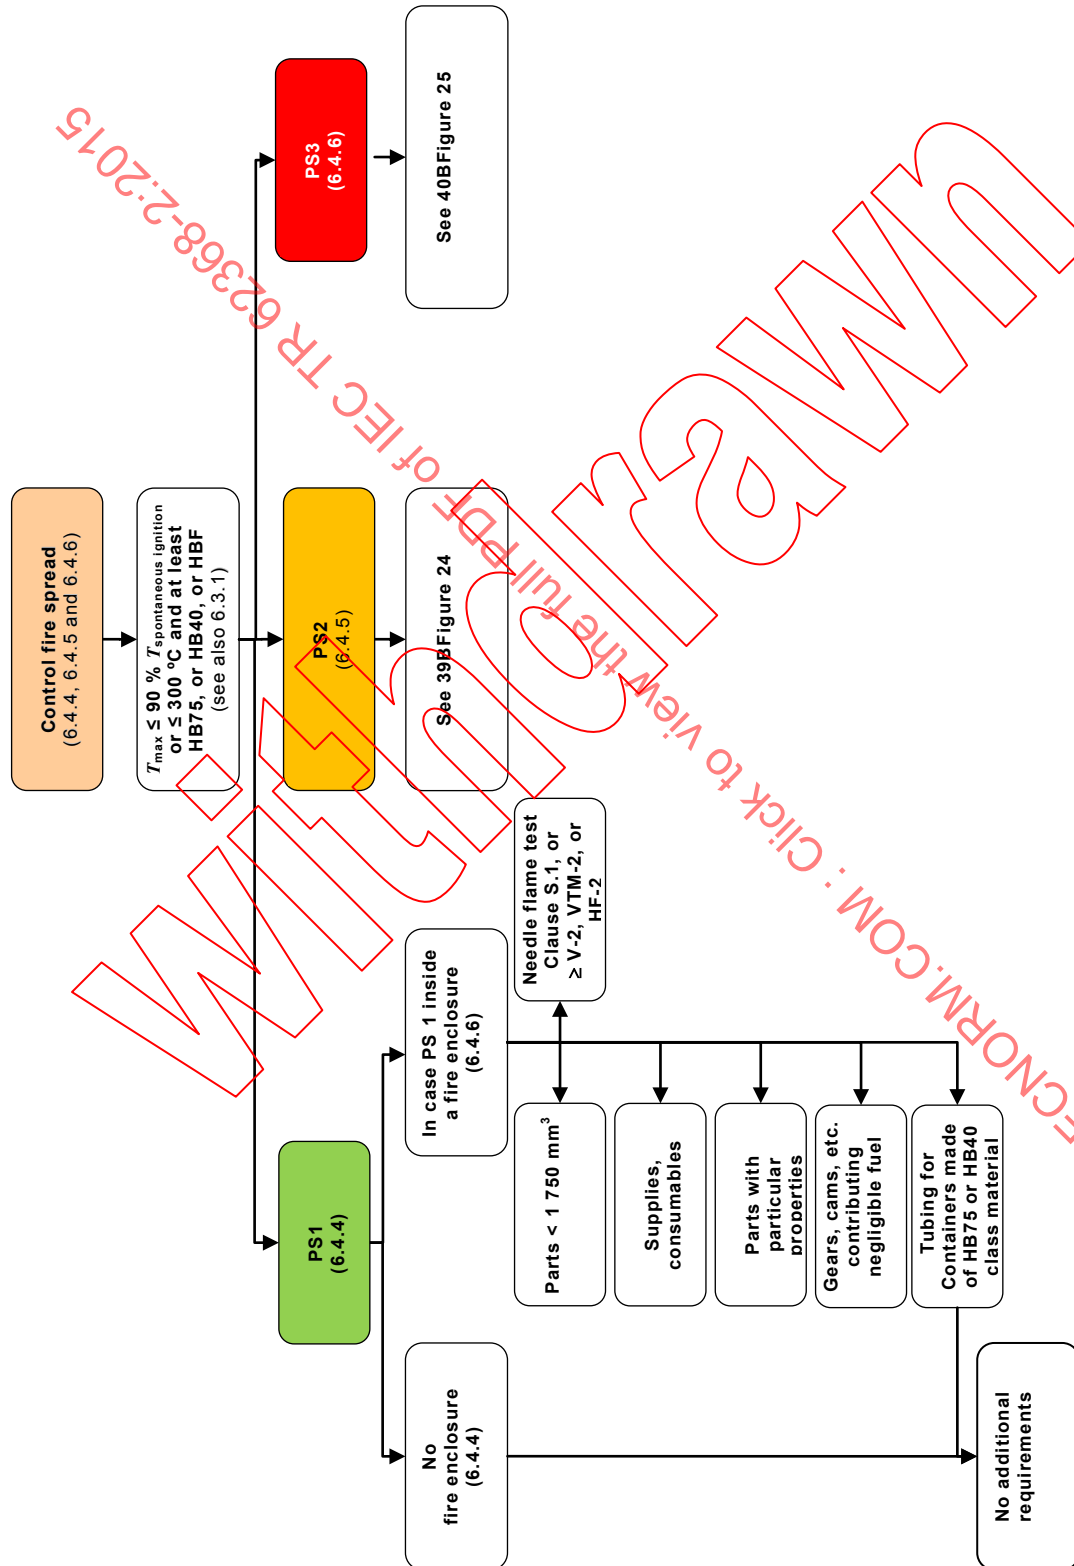 Control fire spread
(6.4.4, 6.4.5 and 6.4.6)
Tmax ≤ 90 % Tspontaneous ignition
or ≤ 300 °C and at least
HB75, or HB40, or HBF
(see also 6.3.1)
PS1
(6.4.4)
PS2
(6.4.5)
PS3
(6.4.6)
No
fire enclosure
(6.4.4)
In case PS 1 inside
a fire enclosure
(6.4.6)
See 39BFigure 24
See 40BFigure 25
Parts < 1 750 mm³
Needle flame test
Clause S.1, or
≥ V-2, VTM-2, or
HF-2
Supplies,
consumables
Parts with
particular
properties
Gears, cams, etc.
contributing
negligible fuel
Tubing for
Containers made
of HB75 or HB40
class material
No additional
requirements
Withdrawn
ECNORM.COM : Click to view the full PDF of IEC TR 62368-2:2015